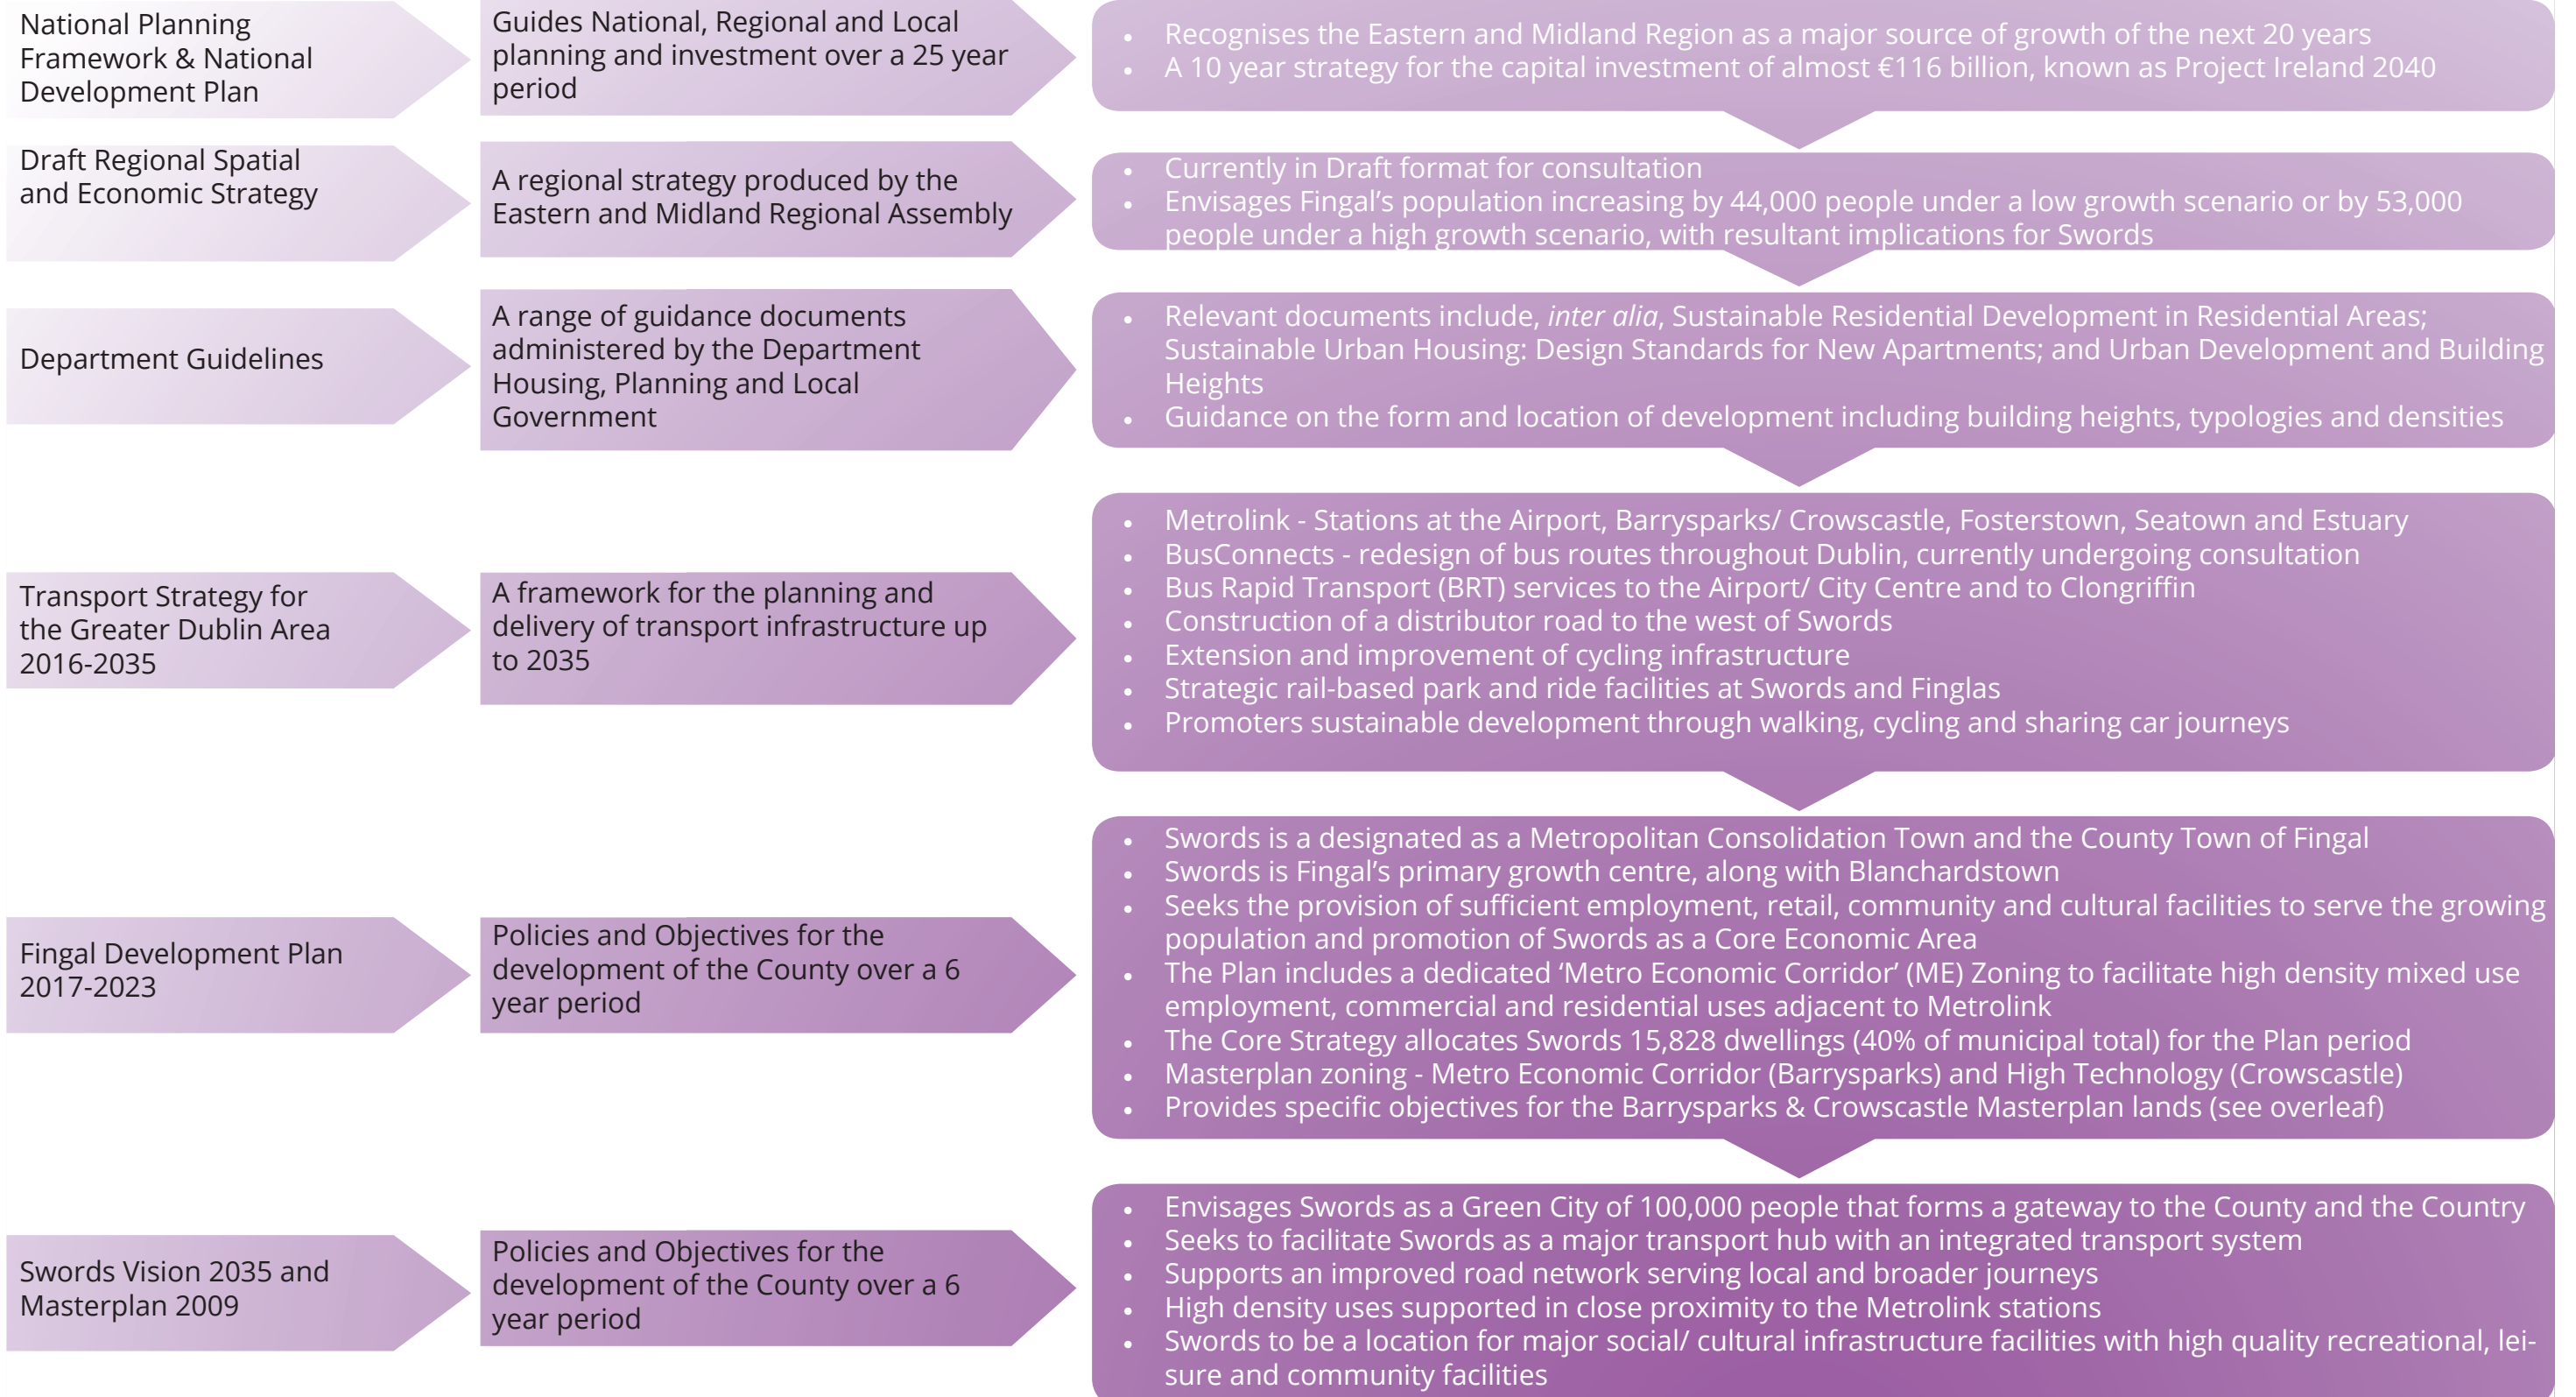 National Planning
Framework & National
Development Plan
Guides National, Regional and Local
planning and investment over a 25 year
period
• Recognises the Eastern and Midland Region as a major source of growth of the next 20 years
• A 10 year strategy for the capital investment of almost €116 billion, known as Project Ireland 2040
Draft Regional Spatial
and Economic Strategy
A regional strategy produced by the
Eastern and Midland Regional Assembly
• Currently in Draft format for consultation
• Envisages Fingal’s population increasing by 44,000 people under a low growth scenario or by 53,000
people under a high growth scenario, with resultant implications for Swords
Department Guidelines
A range of guidance documents
administered by the Department
Housing, Planning and Local
Government
• Relevant documents include, inter alia, Sustainable Residential Development in Residential Areas;
Sustainable Urban Housing: Design Standards for New Apartments; and Urban Development and Building
Heights
• Guidance on the form and location of development including building heights, typologies and densities
Transport Strategy for
the Greater Dublin Area
2016-2035
A framework for the planning and
delivery of transport infrastructure up
to 2035
• Metrolink - Stations at the Airport, Barrysparks/ Crowscastle, Fosterstown, Seatown and Estuary
• BusConnects - redesign of bus routes throughout Dublin, currently undergoing consultation
• Bus Rapid Transport (BRT) services to the Airport/ City Centre and to Clongriffin
• Construction of a distributor road to the west of Swords
• Extension and improvement of cycling infrastructure
• Strategic rail-based park and ride facilities at Swords and Finglas
• Promoters sustainable development through walking, cycling and sharing car journeys
Fingal Development Plan
2017-2023
Policies and Objectives for the
development of the County over a 6
year period
• Swords is a designated as a Metropolitan Consolidation Town and the County Town of Fingal
• Swords is Fingal’s primary growth centre, along with Blanchardstown
• Seeks the provision of sufficient employment, retail, community and cultural facilities to serve the growing
population and promotion of Swords as a Core Economic Area
• The Plan includes a dedicated ‘Metro Economic Corridor’ (ME) Zoning to facilitate high density mixed use
employment, commercial and residential uses adjacent to Metrolink
• The Core Strategy allocates Swords 15,828 dwellings (40% of municipal total) for the Plan period
• Masterplan zoning - Metro Economic Corridor (Barrysparks) and High Technology (Crowscastle)
• Provides specific objectives for the Barrysparks & Crowscastle Masterplan lands (see overleaf)
Swords Vision 2035 and
Masterplan 2009
Policies and Objectives for the
development of the County over a 6
year period
• Envisages Swords as a Green City of 100,000 people that forms a gateway to the County and the Country
• Seeks to facilitate Swords as a major transport hub with an integrated transport system
• Supports an improved road network serving local and broader journeys
• High density uses supported in close proximity to the Metrolink stations
• Swords to be a location for major social/ cultural infrastructure facilities with high quality recreational, lei-
sure and community facilities